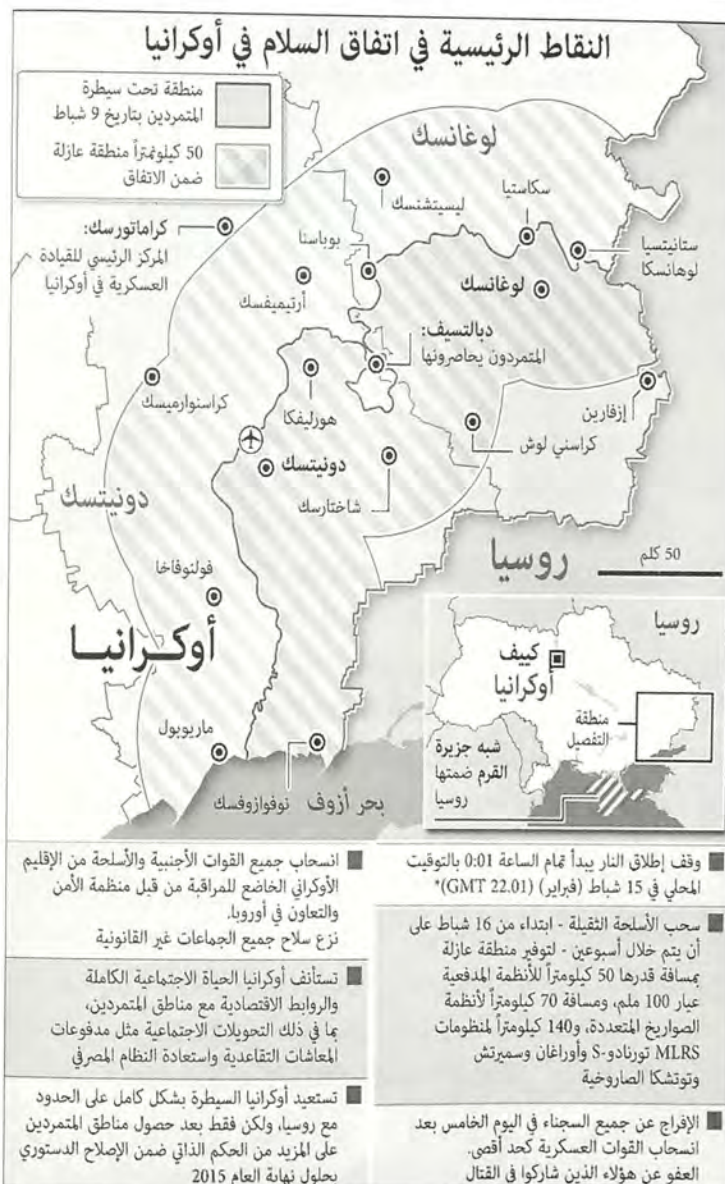 النقاط الرئيسية في اتفاق السلام في أوكرانيا
منطقة تحت سيطرة
المتمردين بتاريخ 9 شباط
50 كيلومتراً منطقة عازلة
ضمن الاتفاق
لوغانسك
سكاستيا
ليسيتشنسك
ستانيتسيا
لوهانسكا
كراماتورسك:
المركز الرئيسي للقيادة
العسكرية في أوكرانيا
بوباسنا
أرتيميفسك
لوغانسك
دبالتسيف:
المتمردون يحاصرونها
كراسنوارميسك
هورليفكا
إزفارين
كراسني لوش
دونيتسك
شاختارسك
دونيتسك
روسيا
50 كلم
فولنوفاخا
أوكرانيا
ماريوبول
نوفوازوفسك
بحر أزوف
روسيا
كييف
أوكرانيا
منطقة
التفصيل
شبه جزيرة
القرم ضمتها
روسيا
وقف إطلاق النار يبدأ تمام الساعة 0:01 بالتوقيت
المحلي في 15 شباط (فبراير) (GMT 22.01)*
سحب الأسلحة الثقيلة - ابتداء من 16 شباط على
أن يتم خلال أسبوعين - لتوفير منطقة عازلة
بمسافة قدرها 50 كيلومتراً للأنظمة المدفعية
عيار 100 ملم، ومسافة 70 كيلومتراً لأنظمة
الصواريخ المتعددة، و140 كيلومتراً لمنظومات
MLRS تورنادو-S وأوراغان وسميرتش
وتوتشكا الصاروخية
الإفراج عن جميع السجناء في اليوم الخامس بعد
انسحاب القوات العسكرية كحد أقصى.
العفو عن هؤلاء الذين شاركوا في القتال
انسحاب جميع القوات الأجنبية والأسلحة من الإقليم
الأوكراني الخاضع للمراقبة من قبل منظمة الأمن
والتعاون في أوروبا.
نزع سلاح جميع الجماعات غير القانونية
تستأنف أوكرانيا الحياة الاجتماعية الكاملة
والروابط الاقتصادية مع مناطق المتمردين،
بما في ذلك التحويلات الاجتماعية مثل مدفوعات
المعاشات التقاعدية واستعادة النظام المصرفي
تستعيد أوكرانيا السيطرة بشكل كامل على الحدود
مع روسيا، ولكن فقط بعد حصول مناطق المتمردين
على المزيد من الحكم الذاتي ضمن الإصلاح الدستوري
بحلول نهاية العام 2015